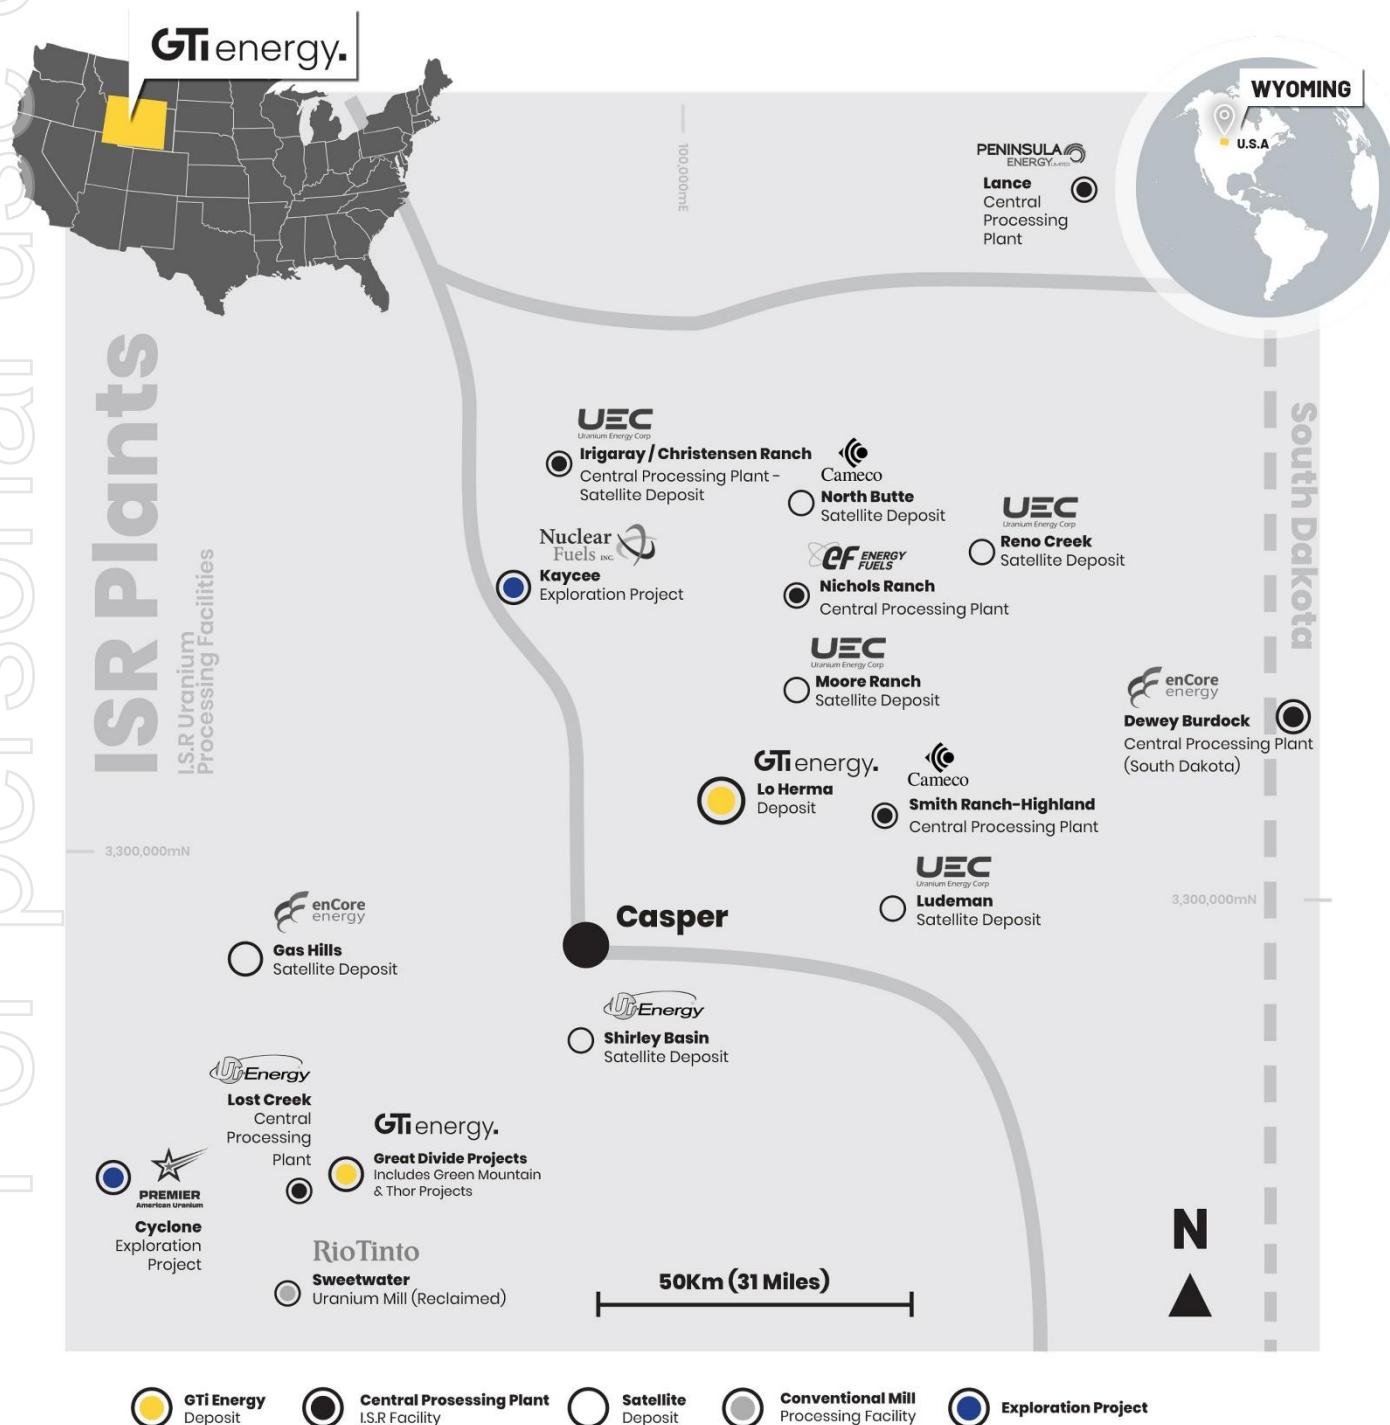 GTi energy.
WYOMING
U.S.A
100,000mE
PENINSULA
ENERGY LIMITED
Lance
Central
Processing
Plant
ISR Plants
I.S.R Uranium
Processing Facilities
South Dakota
UEC
Uranium Energy Corp
Irigaray / Christensen Ranch
Central Processing Plant -
Satellite Deposit
Cameco
North Butte
Satellite Deposit
UEC
Uranium Energy Corp
Reno Creek
Satellite Deposit
Nuclear
Fuels INC.
Kaycee
Exploration Project
eF ENERGY
FUELS
Nichols Ranch
Central Processing Plant
UEC
Uranium Energy Corp
Moore Ranch
Satellite Deposit
enCore
energy
Dewey Burdock
Central Processing Plant
(South Dakota)
GTi energy.
Lo Herma
Deposit
Cameco
Smith Ranch-Highland
Central Processing Plant
3,300,000mN
UEC
Uranium Energy Corp
Ludeman
Satellite Deposit
3,300,000mN
enCore
energy
Gas Hills
Satellite Deposit
Casper
Ur Energy
Shirley Basin
Satellite Deposit
Ur Energy
Lost Creek
Central
Processing
Plant
GTi energy.
Great Divide Projects
Includes Green Mountain
& Thor Projects
PREMIER
American Uranium
Cyclone
Exploration
Project
RioTinto
Sweetwater
Uranium Mill (Reclaimed)
50Km (31 Miles)
N
GTi Energy
Deposit
Central Prosessing Plant
I.S.R Facility
Satellite
Deposit
Conventional Mill
Processing Facility
Exploration Project
For personal use